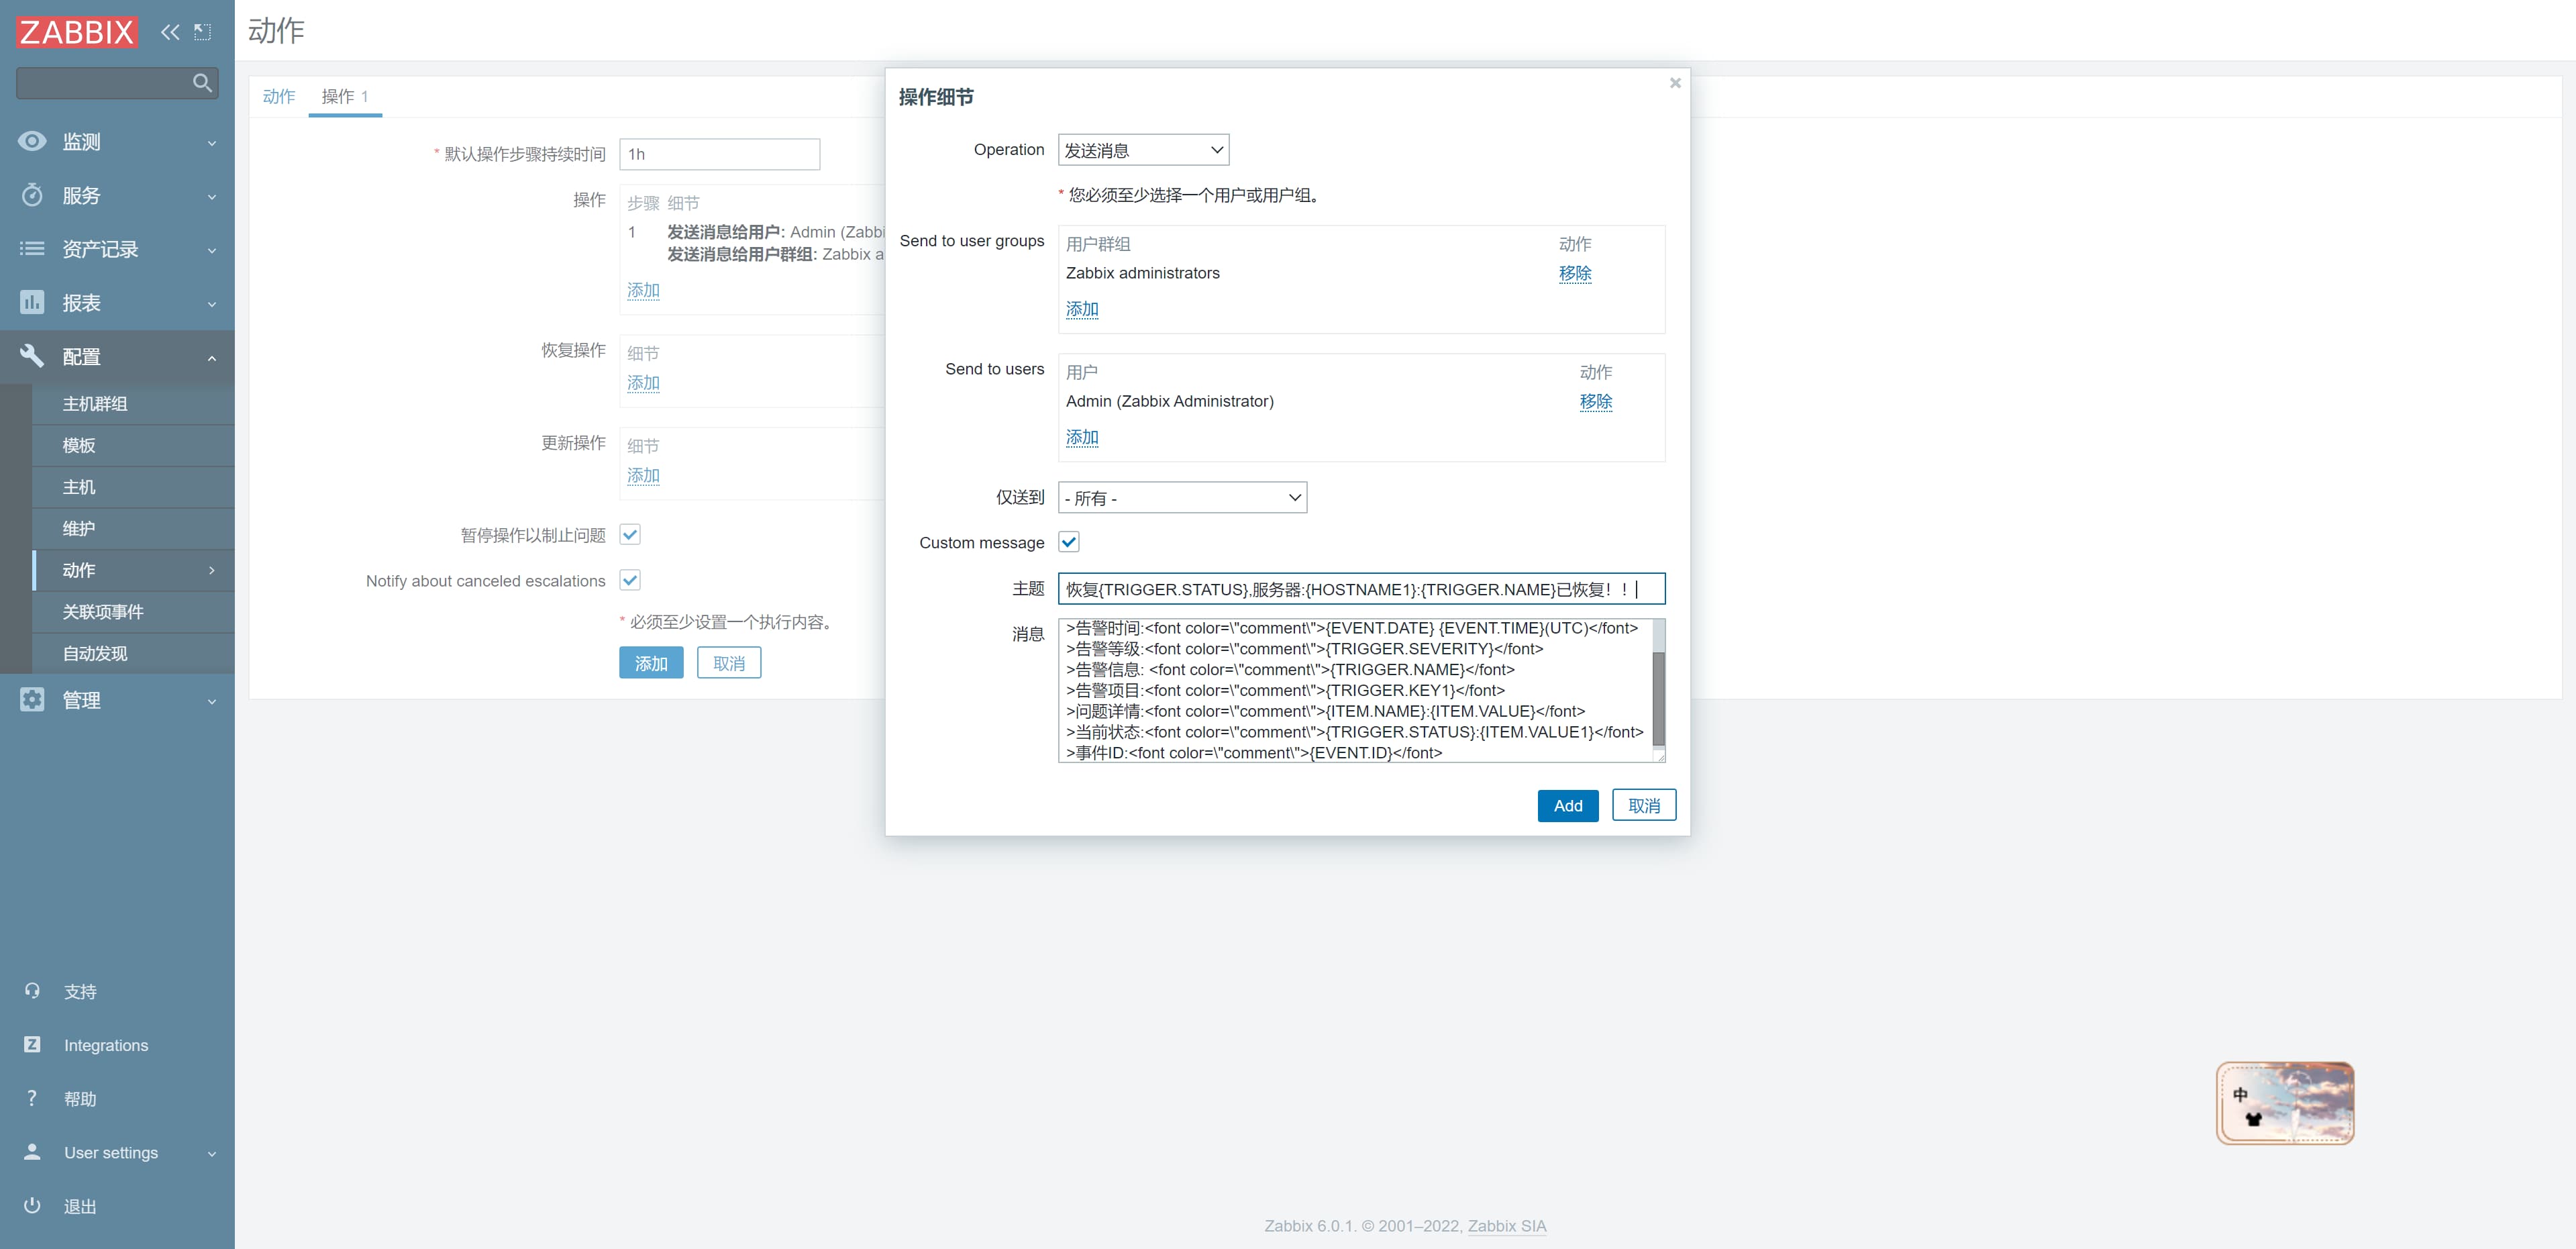 ZABBIX
监测
服务
资产记录
报表
配置
主机群组
模板
主机
维护
动作
关联项事件
自动发现
管理
支持
Integrations
? 帮助
User settings
退出
动作
动作 操作 1
* 默认操作步骤持续时间 1h
操作 步骤 细节
1 发送消息给用户: Admin (Zabbi
发送消息给用户群组: Zabbix a
添加
恢复操作 细节
添加
更新操作 细节
添加
暂停操作以制止问题
Notify about canceled escalations
* 必须至少设置一个执行内容。
添加 取消
操作细节
Operation 发送消息
* 您必须至少选择一个用户或用户组。
Send to user groups 用户群组 动作
Zabbix administrators 移除
添加
Send to users 用户 动作
Admin (Zabbix Administrator) 移除
添加
仅送到 - 所有 -
Custom message
主题 恢复{TRIGGER.STATUS},服务器:{HOSTNAME1}:{TRIGGER.NAME}已恢复！！
消息 >告警时间:<font color=\"comment\">{EVENT.DATE} {EVENT.TIME}(UTC)</font>
>告警等级:<font color=\"comment\">{TRIGGER.SEVERITY}</font>
>告警信息: <font color=\"comment\">{TRIGGER.NAME}</font>
>告警项目:<font color=\"comment\">{TRIGGER.KEY1}</font>
>问题详情:<font color=\"comment\">{ITEM.NAME}:{ITEM.VALUE}</font>
>当前状态:<font color=\"comment\">{TRIGGER.STATUS}:{ITEM.VALUE1}</font>
>事件ID:<font color=\"comment\">{EVENT.ID}</font>
Add 取消
中
Zabbix 6.0.1. © 2001–2022, Zabbix SIA